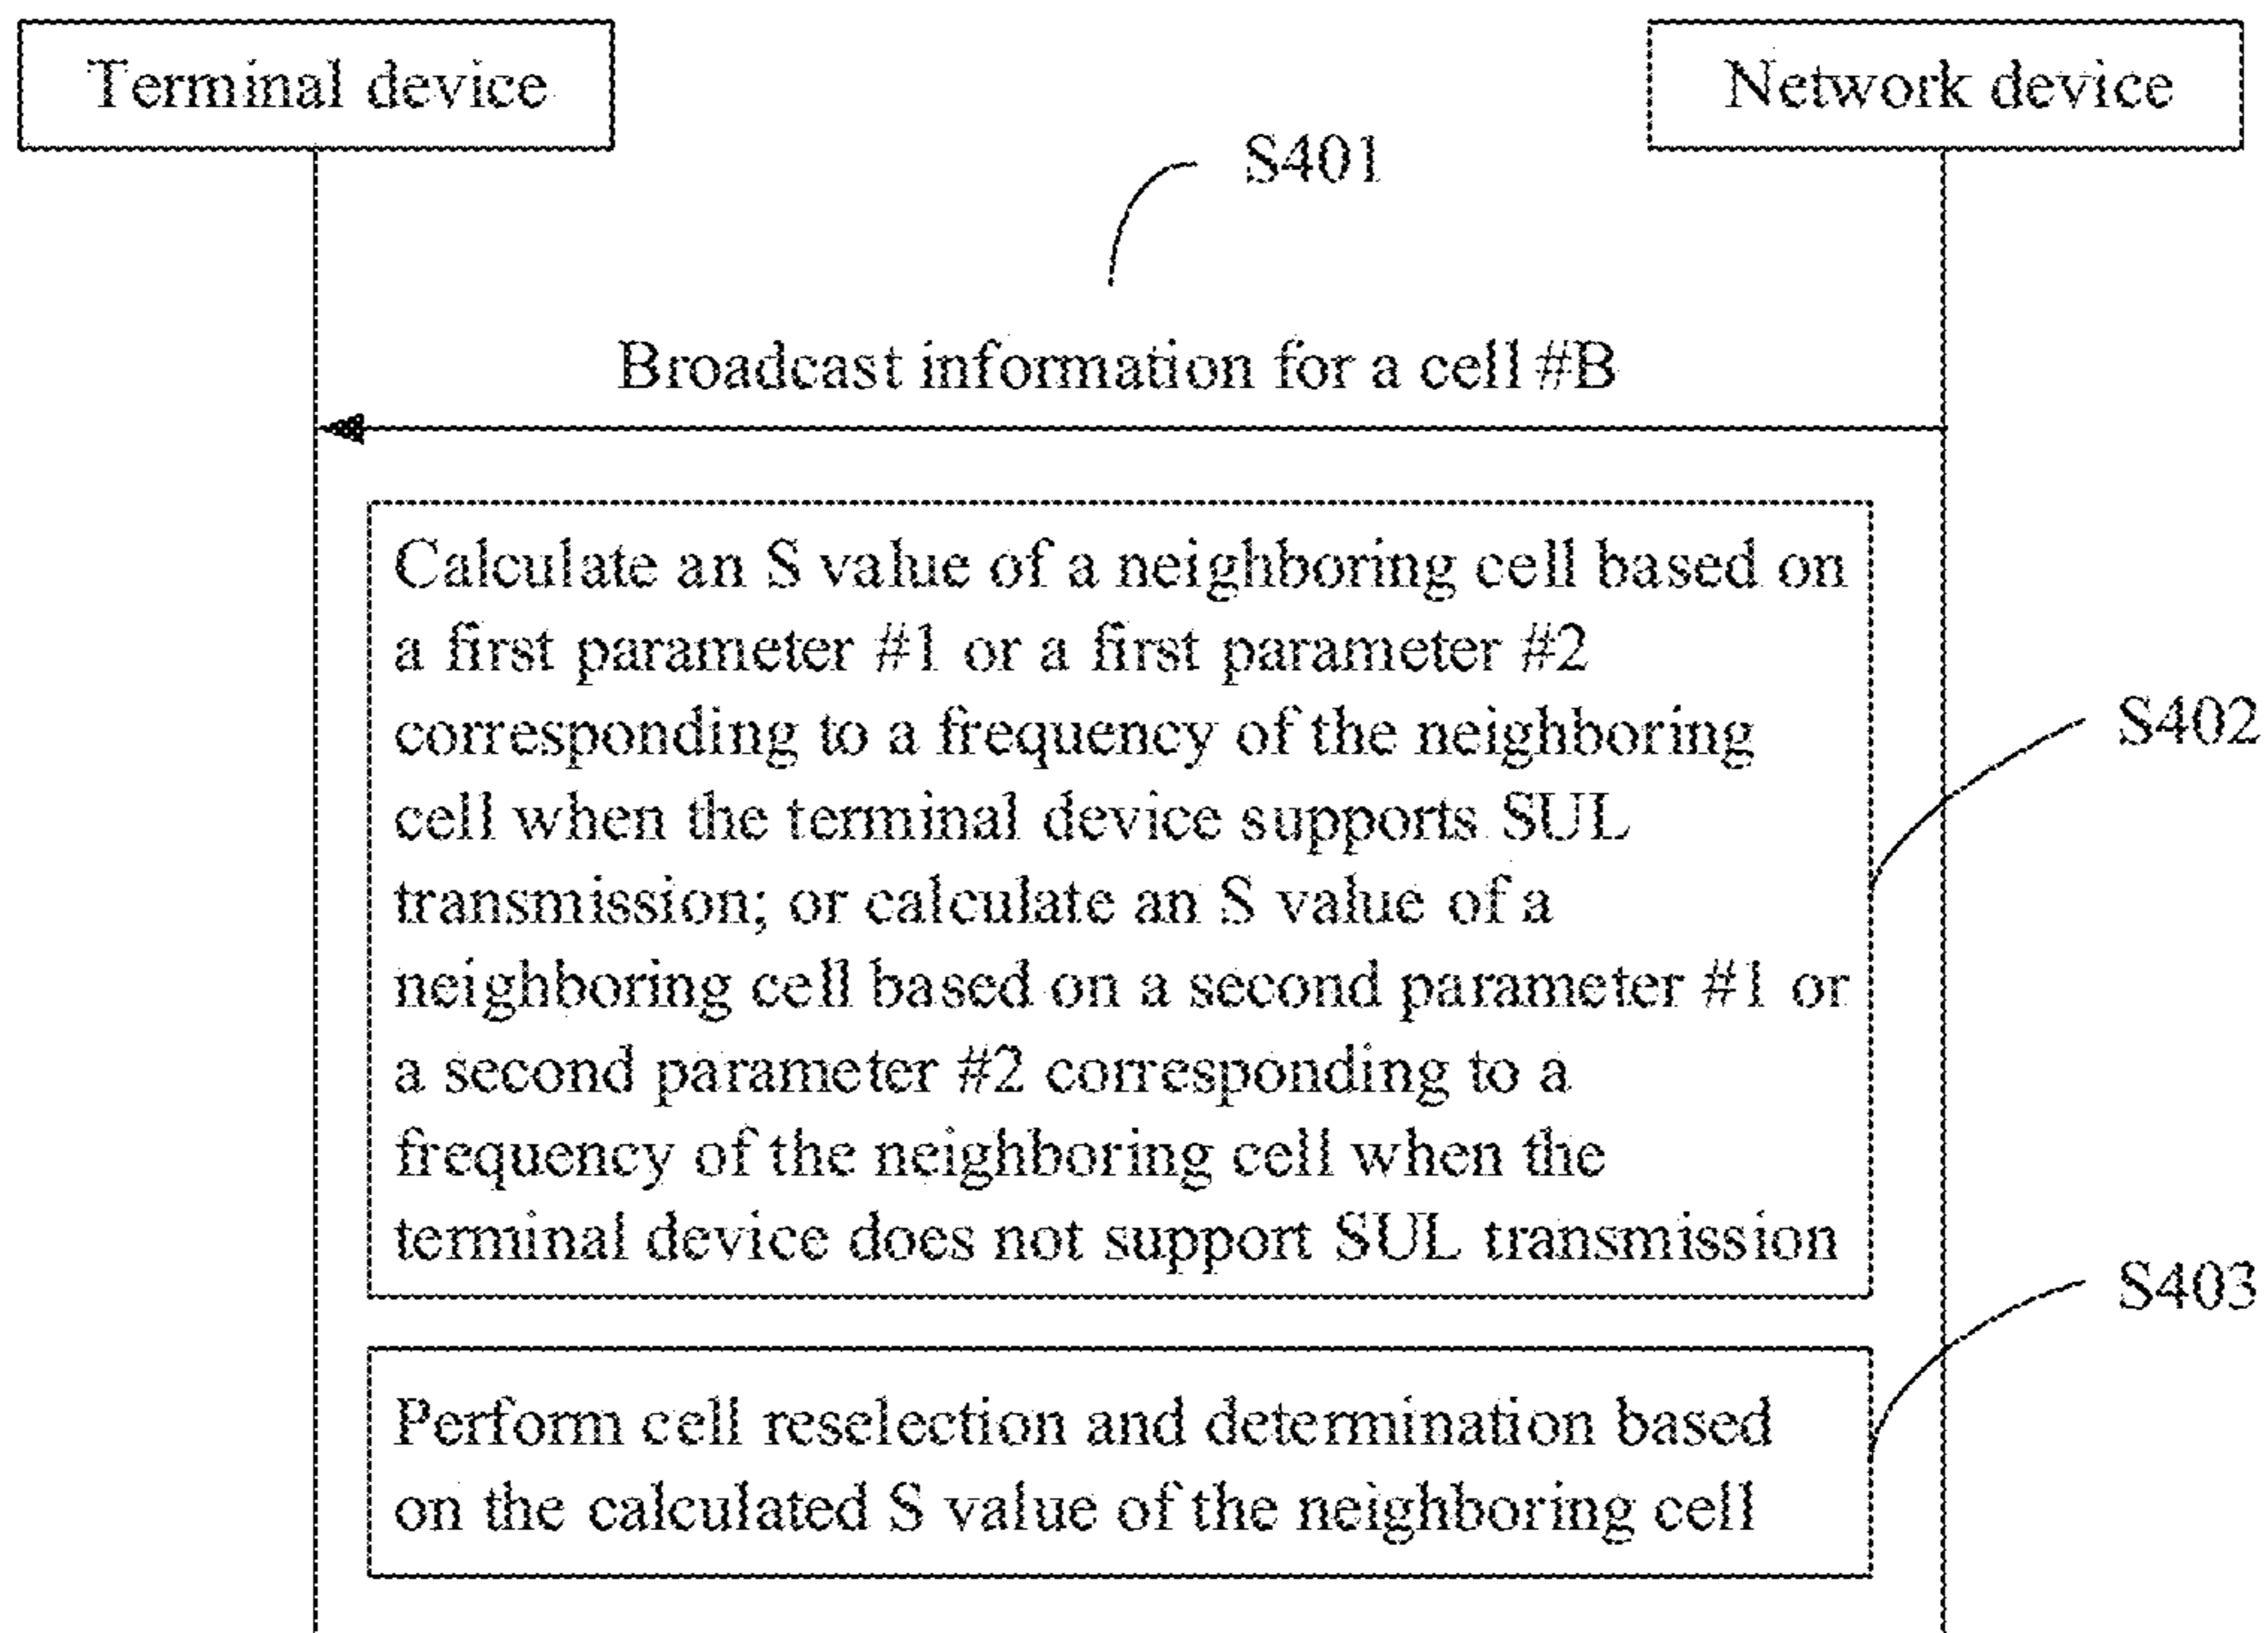 Terminal device
Network device
S401
Broadcast information for a cell #B
Calculate an S value of a neighboring cell based on
a first parameter #1 or a first parameter #2
corresponding to a frequency of the neighboring
cell when the terminal device supports SUL
transmission; or calculate an S value of a
neighboring cell based on a second parameter #1 or
a second parameter #2 corresponding to a
frequency of the neighboring cell when the
terminal device does not support SUL transmission
S402
Perform cell reselection and determination based
on the calculated S value of the neighboring cell
S403